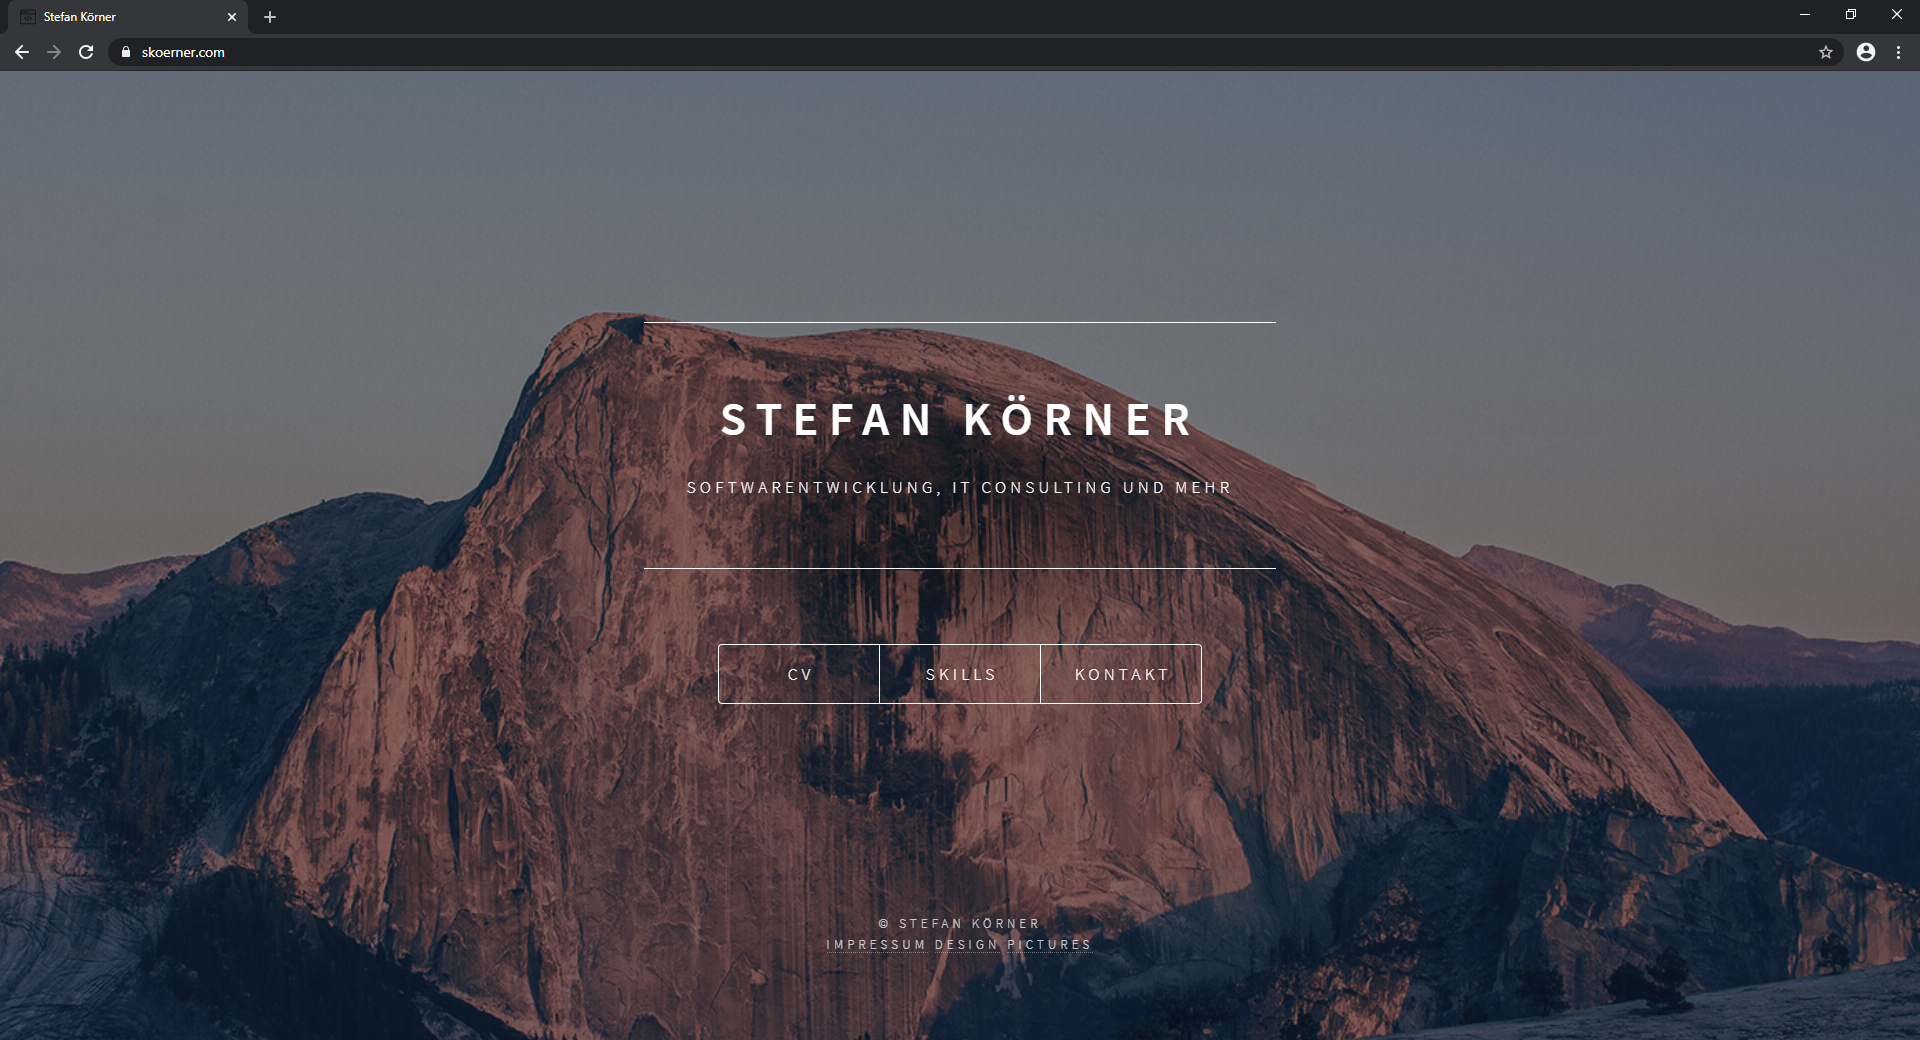 Stefan Körner
skoerner.com
STEFAN KÖRNER
SOFTWARENTWICKLUNG, IT CONSULTING UND MEHR
CV SKILLS KONTAKT
© STEFAN KÖRNER
IMPRESSUM DESIGN PICTURES